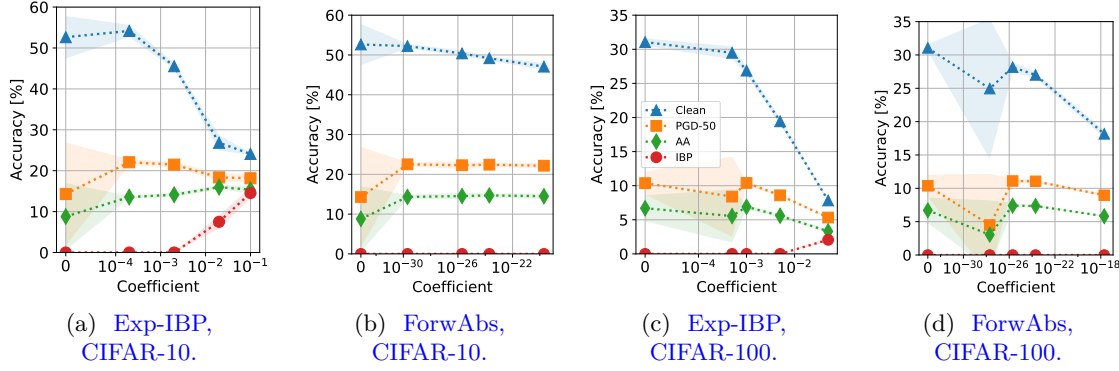 60
50
40
30
20
10
0
Accuracy [%]
0 10⁻⁴ 10⁻³ 10⁻² 10⁻¹
Coefficient
(a) Exp-IBP,
CIFAR-10.
60
50
40
30
20
10
0
Accuracy [%]
0 10⁻³⁰ 10⁻²⁶ 10⁻²²
Coefficient
(b) ForwAbs,
CIFAR-10.
35
30
25
20
15
10
5
0
Accuracy [%]
Clean
PGD-50
AA
IBP
0 10⁻⁴ 10⁻³ 10⁻²
Coefficient
(c) Exp-IBP,
CIFAR-100.
35
30
25
20
15
10
5
0
Accuracy [%]
0 10⁻³⁰ 10⁻²⁶ 10⁻²² 10⁻¹⁸
Coefficient
(d) ForwAbs,
CIFAR-100.